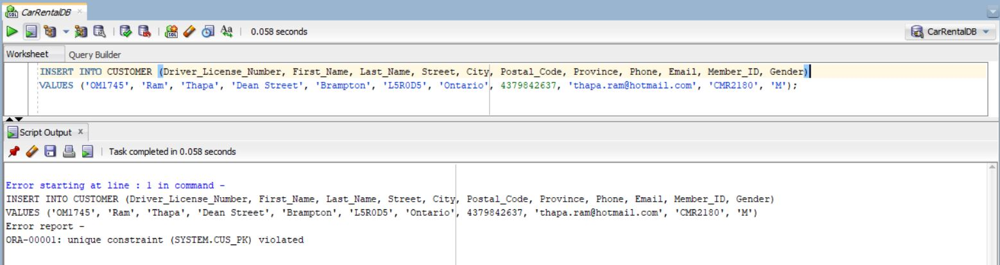 CarRentalDB
0.058 seconds
CarRentalDB
Worksheet Query Builder
INSERT INTO CUSTOMER (Driver_License_Number, First_Name, Last_Name, Street, City, Postal_Code, Province, Phone, Email, Member_ID, Gender)
VALUES ('OM1745', 'Ram', 'Thapa', 'Dean Street', 'Brampton', 'L5R0D5', 'Ontario', 4379842637, 'thapa.ram@hotmail.com', 'CMR2180', 'M');
Script Output x
Task completed in 0.058 seconds
Error starting at line : 1 in command -
INSERT INTO CUSTOMER (Driver_License_Number, First_Name, Last_Name, Street, City, Postal_Code, Province, Phone, Email, Member_ID, Gender)
VALUES ('OM1745', 'Ram', 'Thapa', 'Dean Street', 'Brampton', 'L5R0D5', 'Ontario', 4379842637, 'thapa.ram@hotmail.com', 'CMR2180', 'M')
Error report -
ORA-00001: unique constraint (SYSTEM.CUS_PK) violated